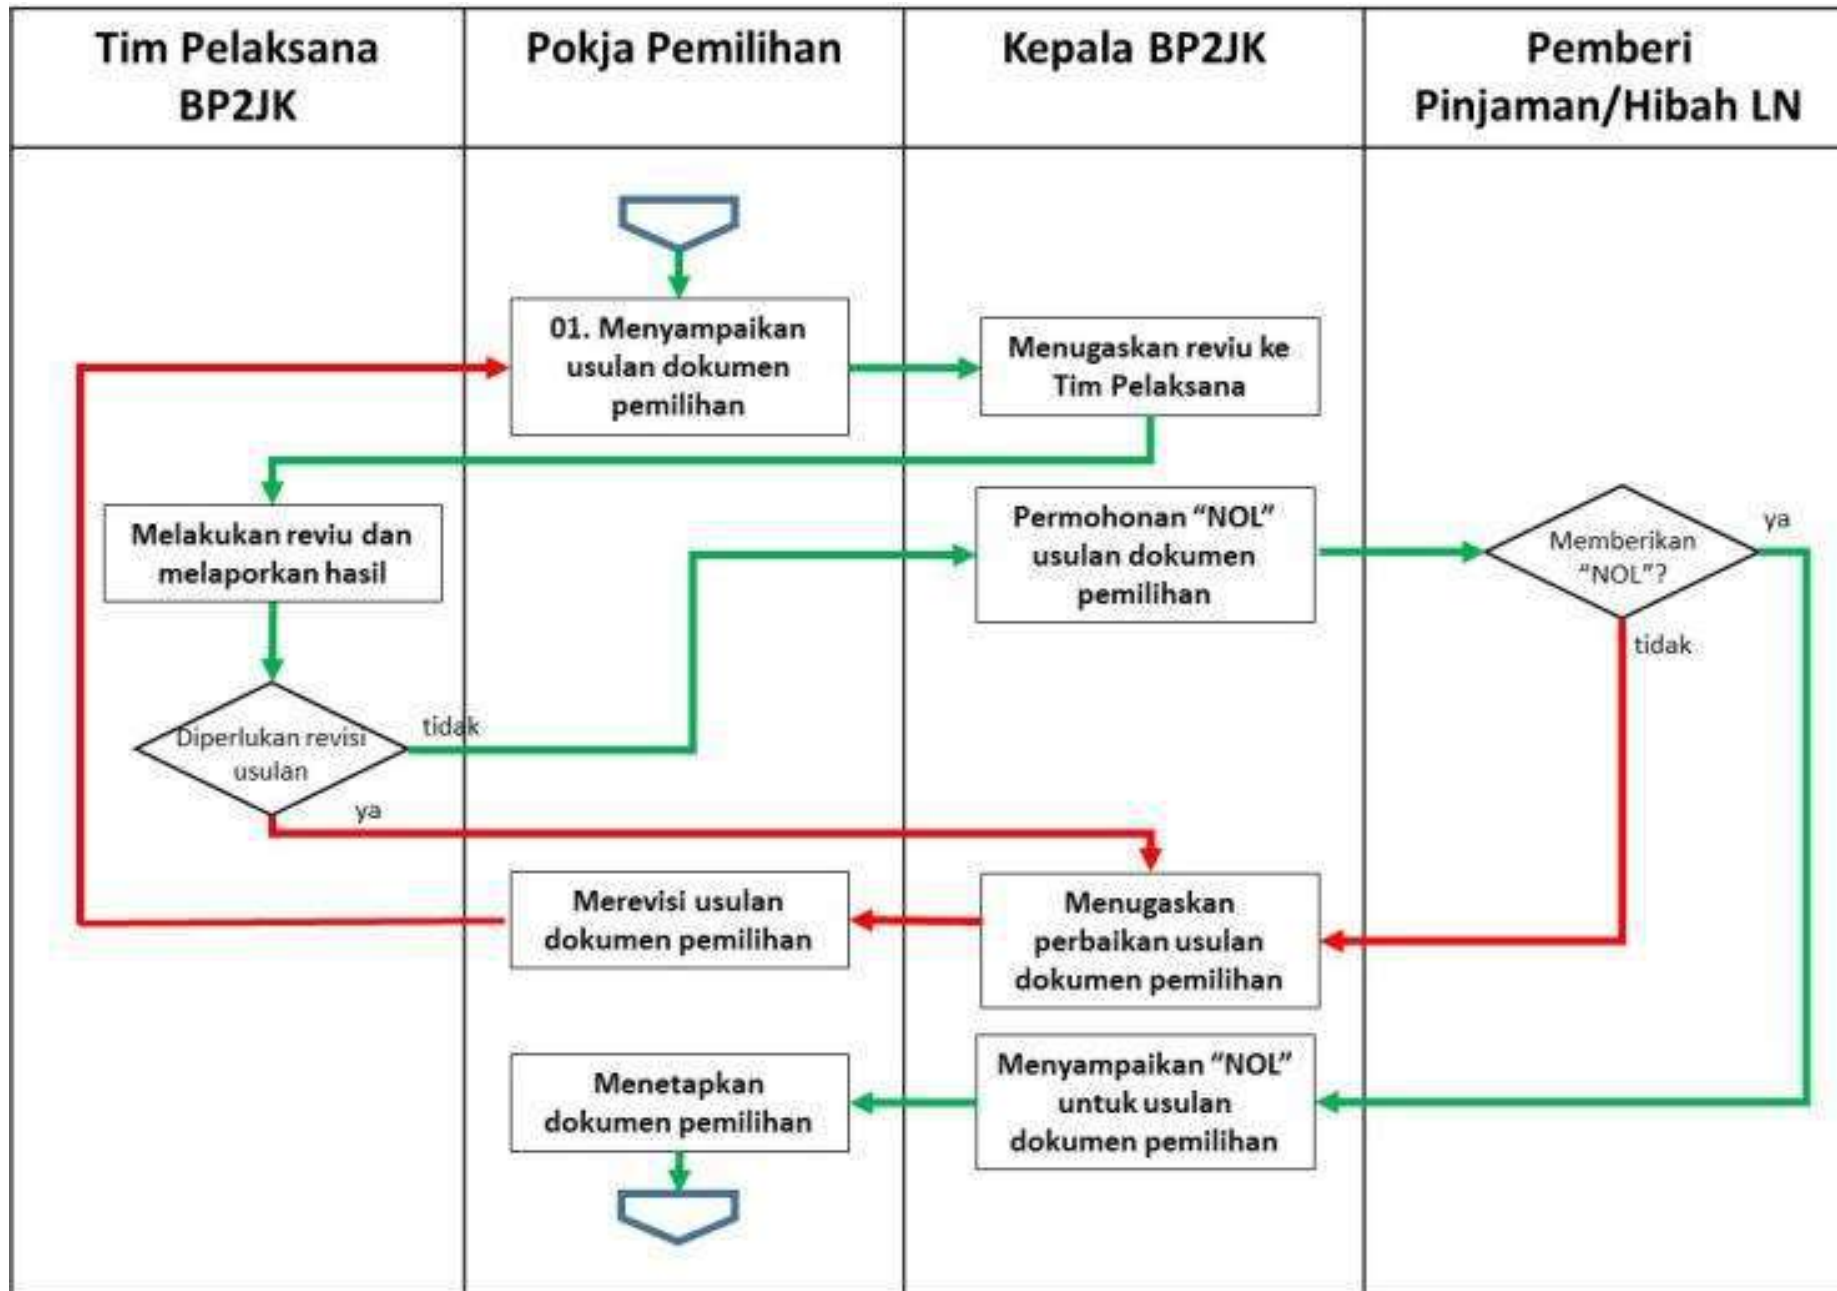 Tim Pelaksana
BP2JK
Pokja Pemilihan
Kepala BP2JK
Pemberi
Pinjaman/Hibah LN
01. Menyampaikan
usulan dokumen
pemilihan
Menugaskan reviu ke
Tim Pelaksana
Melakukan reviu dan
melaporkan hasil
Permohonan “NOL”
usulan dokumen
pemilihan
Memberikan
“NOL”?
ya
tidak
Diperlukan revisi
usulan
tidak
ya
Merevisi usulan
dokumen pemilihan
Menugaskan
perbaikan usulan
dokumen pemilihan
Menetapkan
dokumen pemilihan
Menyampaikan “NOL”
untuk usulan
dokumen pemilihan